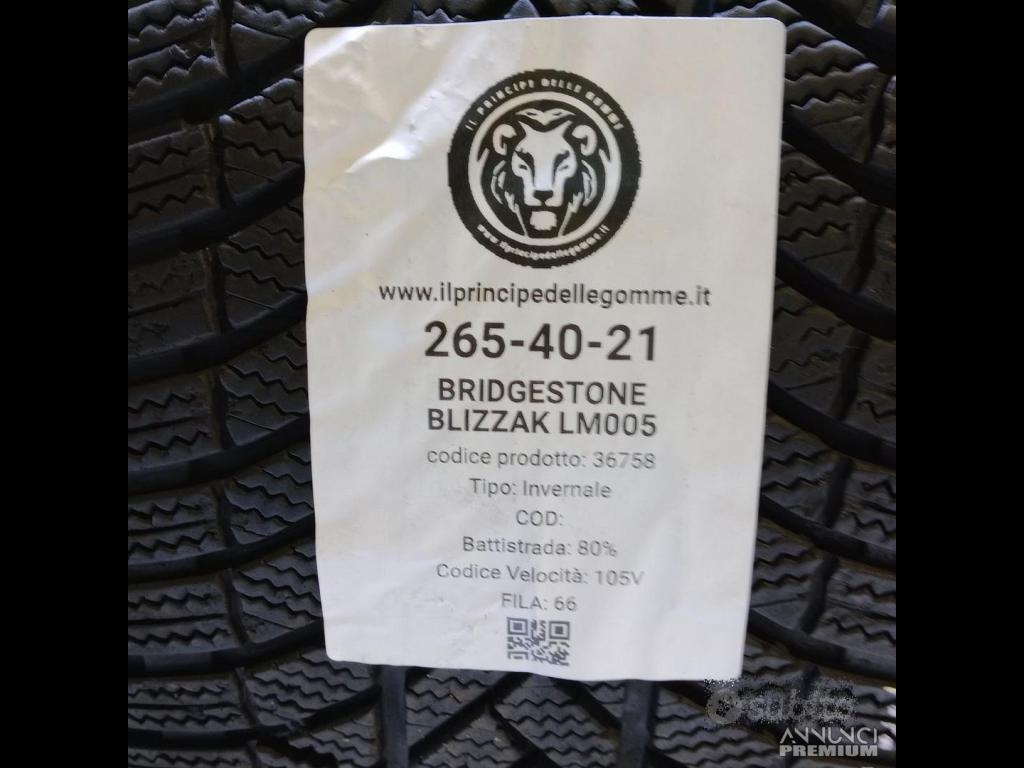 IL PRINCIPE DELLE GOMME
www.ilprincipedellegomme.it
www.ilprincipedellegomme.it
265-40-21
BRIDGESTONE
BLIZZAK LM005
codice prodotto: 36758
Tipo: Invernale
COD:
Battistrada: 80%
Codice Velocità: 105V
FILA: 66
subito
ANNUNCI
PREMIUM